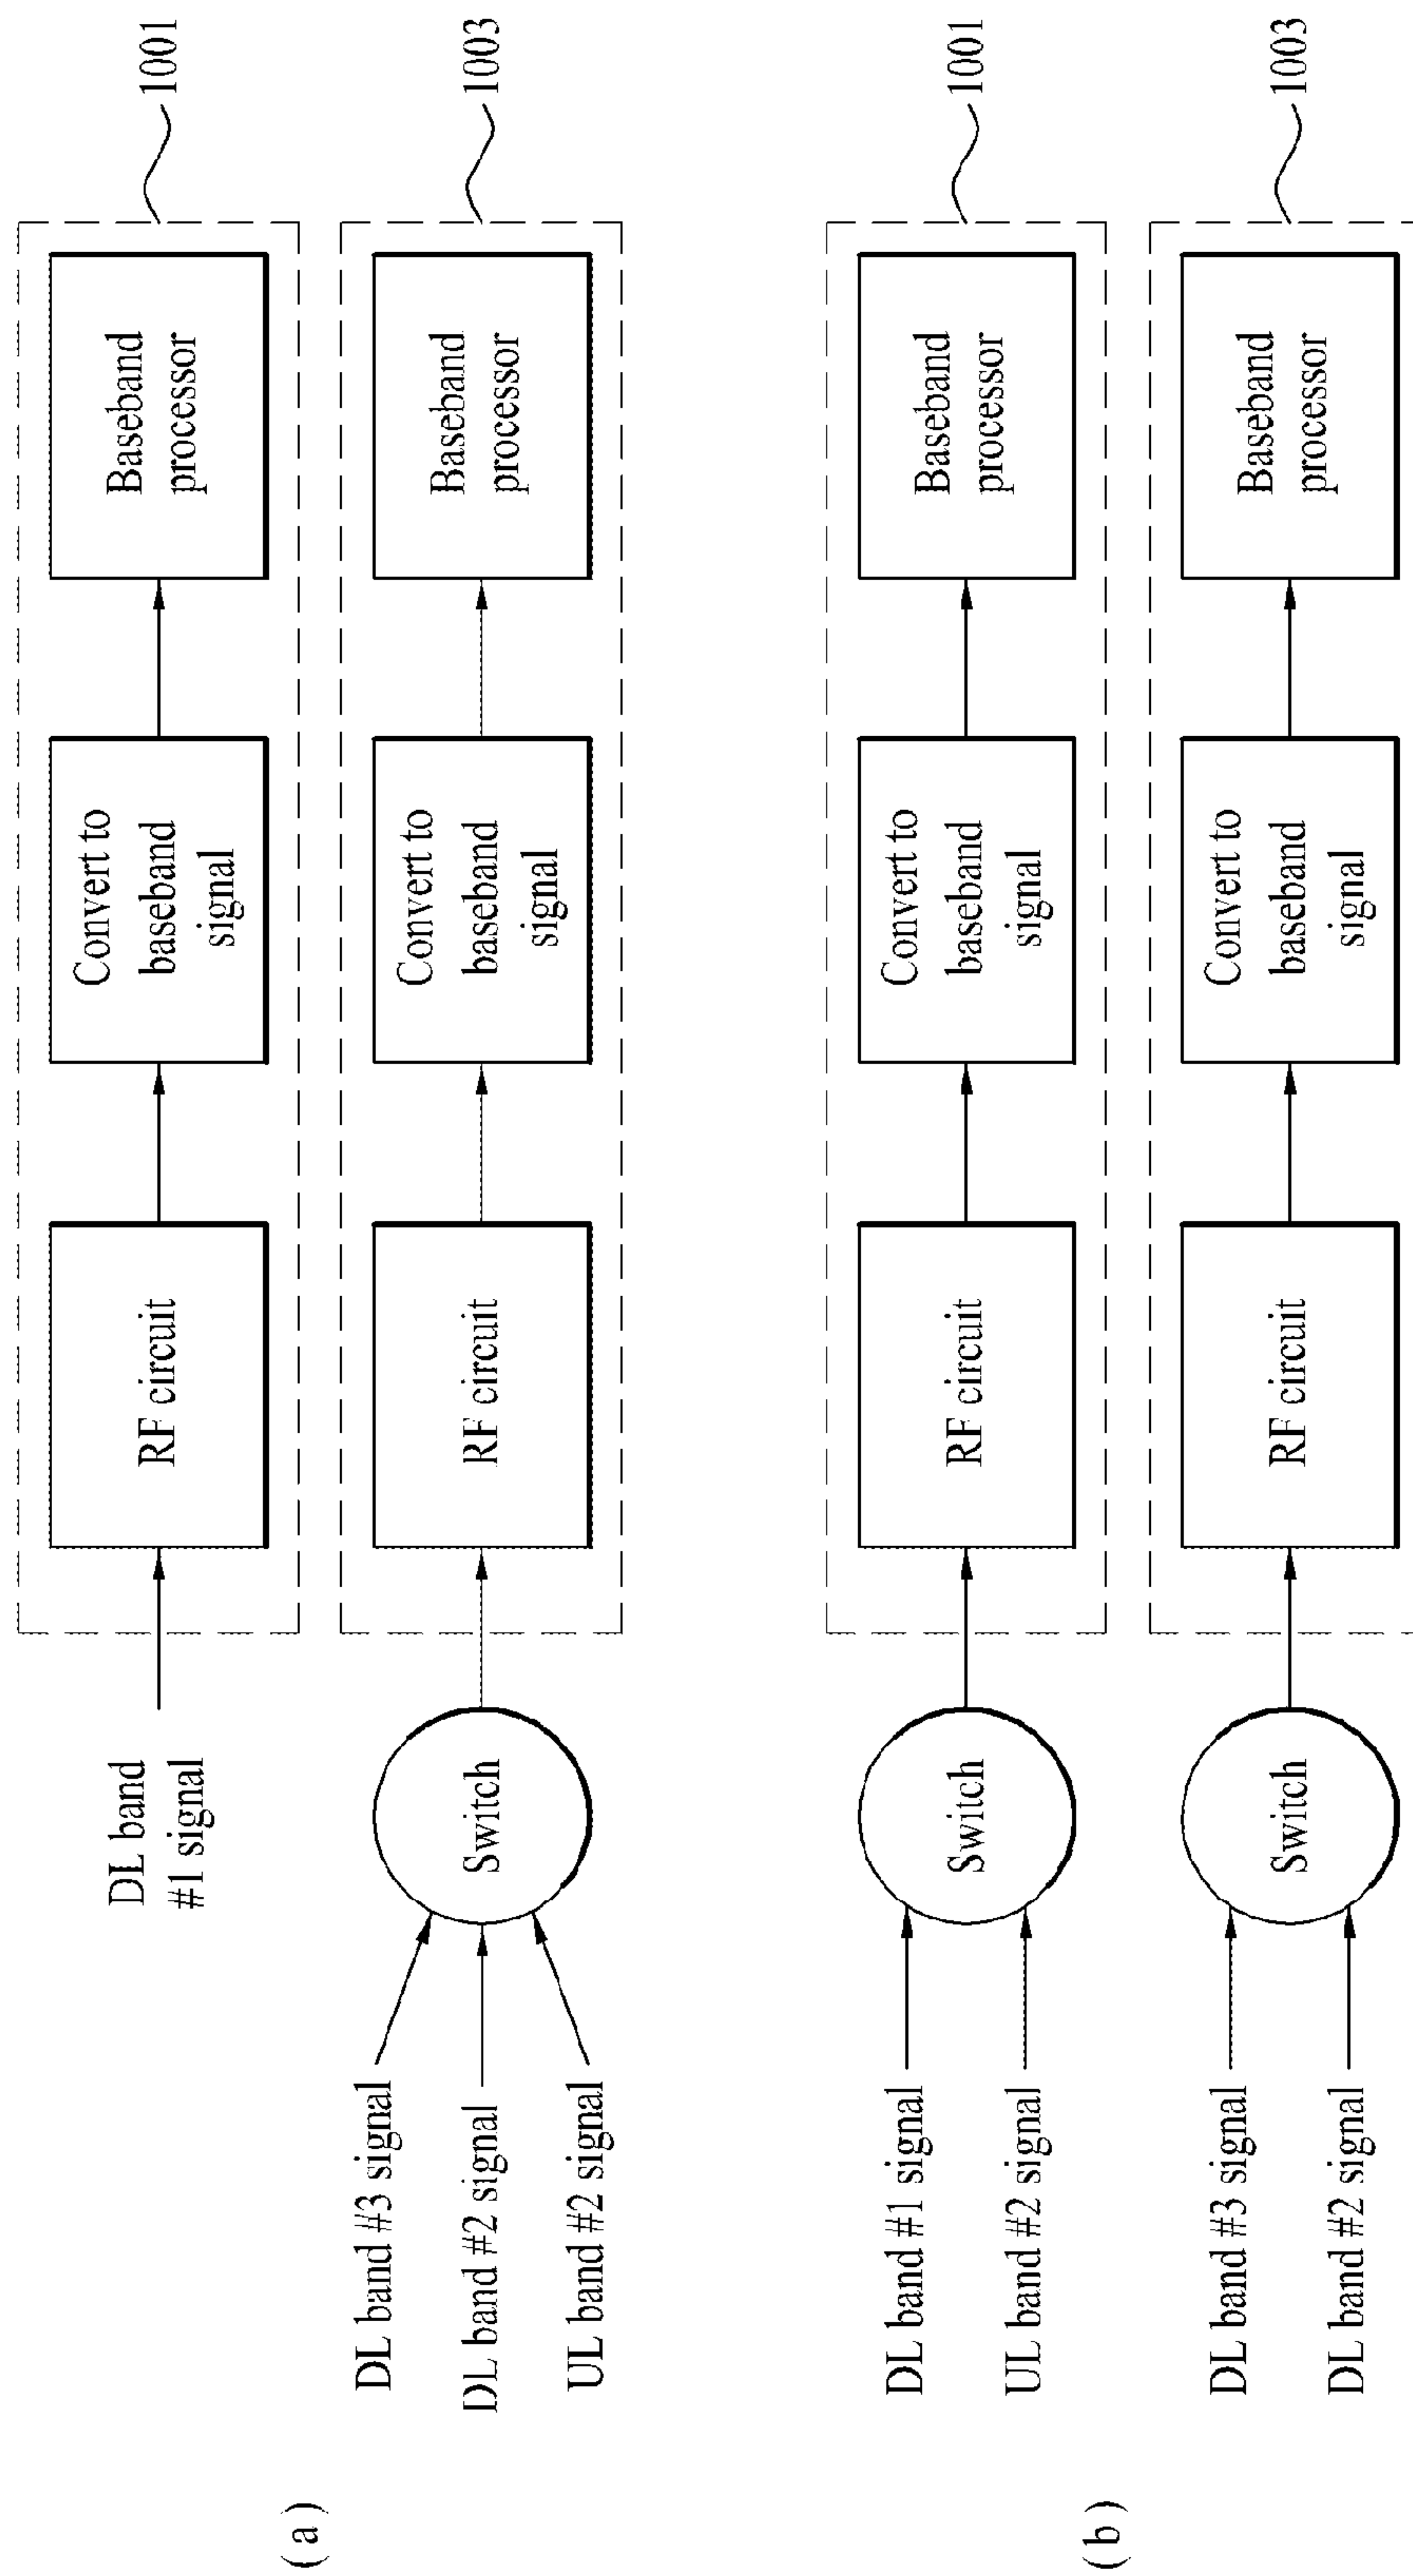 (a)
DL band
#1 signal
RF circuit
Convert to
baseband
signal
Baseband
processor
1001
DL band #3 signal
DL band #2 signal
UL band #2 signal
Switch
RF circuit
Convert to
baseband
signal
Baseband
processor
1003
(b)
DL band #1 signal
UL band #2 signal
Switch
RF circuit
Convert to
baseband
signal
Baseband
processor
1001
DL band #3 signal
DL band #2 signal
Switch
RF circuit
Convert to
baseband
signal
Baseband
processor
1003